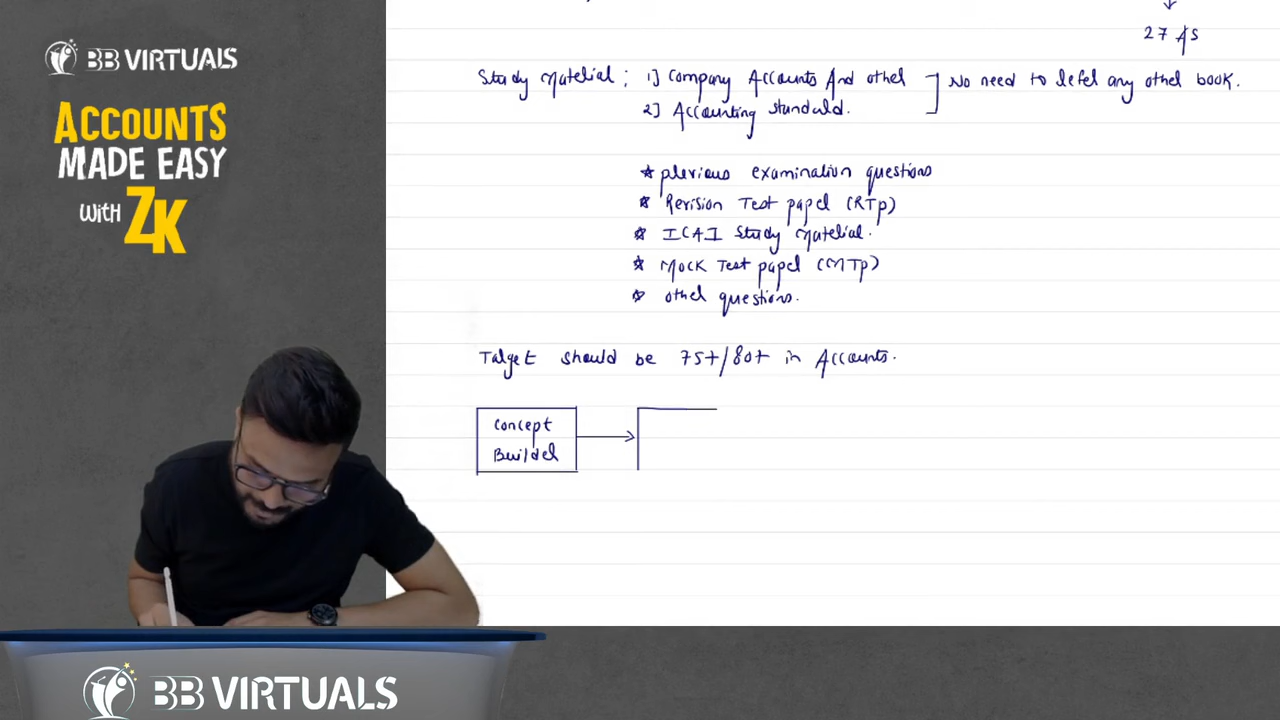 BB VIRTUALS
ACCOUNTS
MADE EASY
WITH ZK
27 AS
Study Material : 1] Company Accounts And other
2] Accounting Standard.
No need to refer any other book.
* previous examination questions
* Revision Test paper (RTP)
* ICAI Study Material.
* Mock Test paper (MTP)
* other questions.
Target should be 75+/80+ in Accounts.
Concept
Builder
BB VIRTUALS